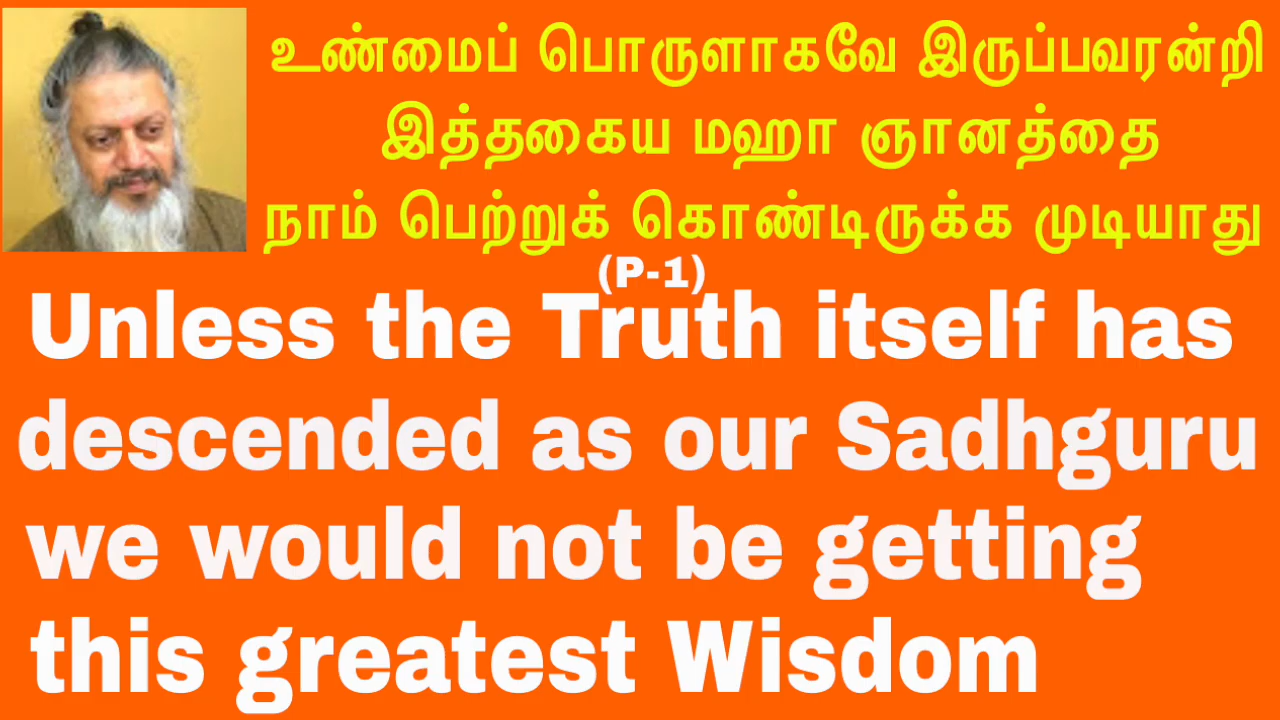 உண்மைப் பொருளாகவே இருப்பவரன்றி
இத்தகைய மஹா ஞானத்தை
நாம் பெற்றுக் கொண்டிருக்க முடியாது
(P-1)
Unless the Truth itself has
descended as our Sadhguru
we would not be getting
this greatest Wisdom